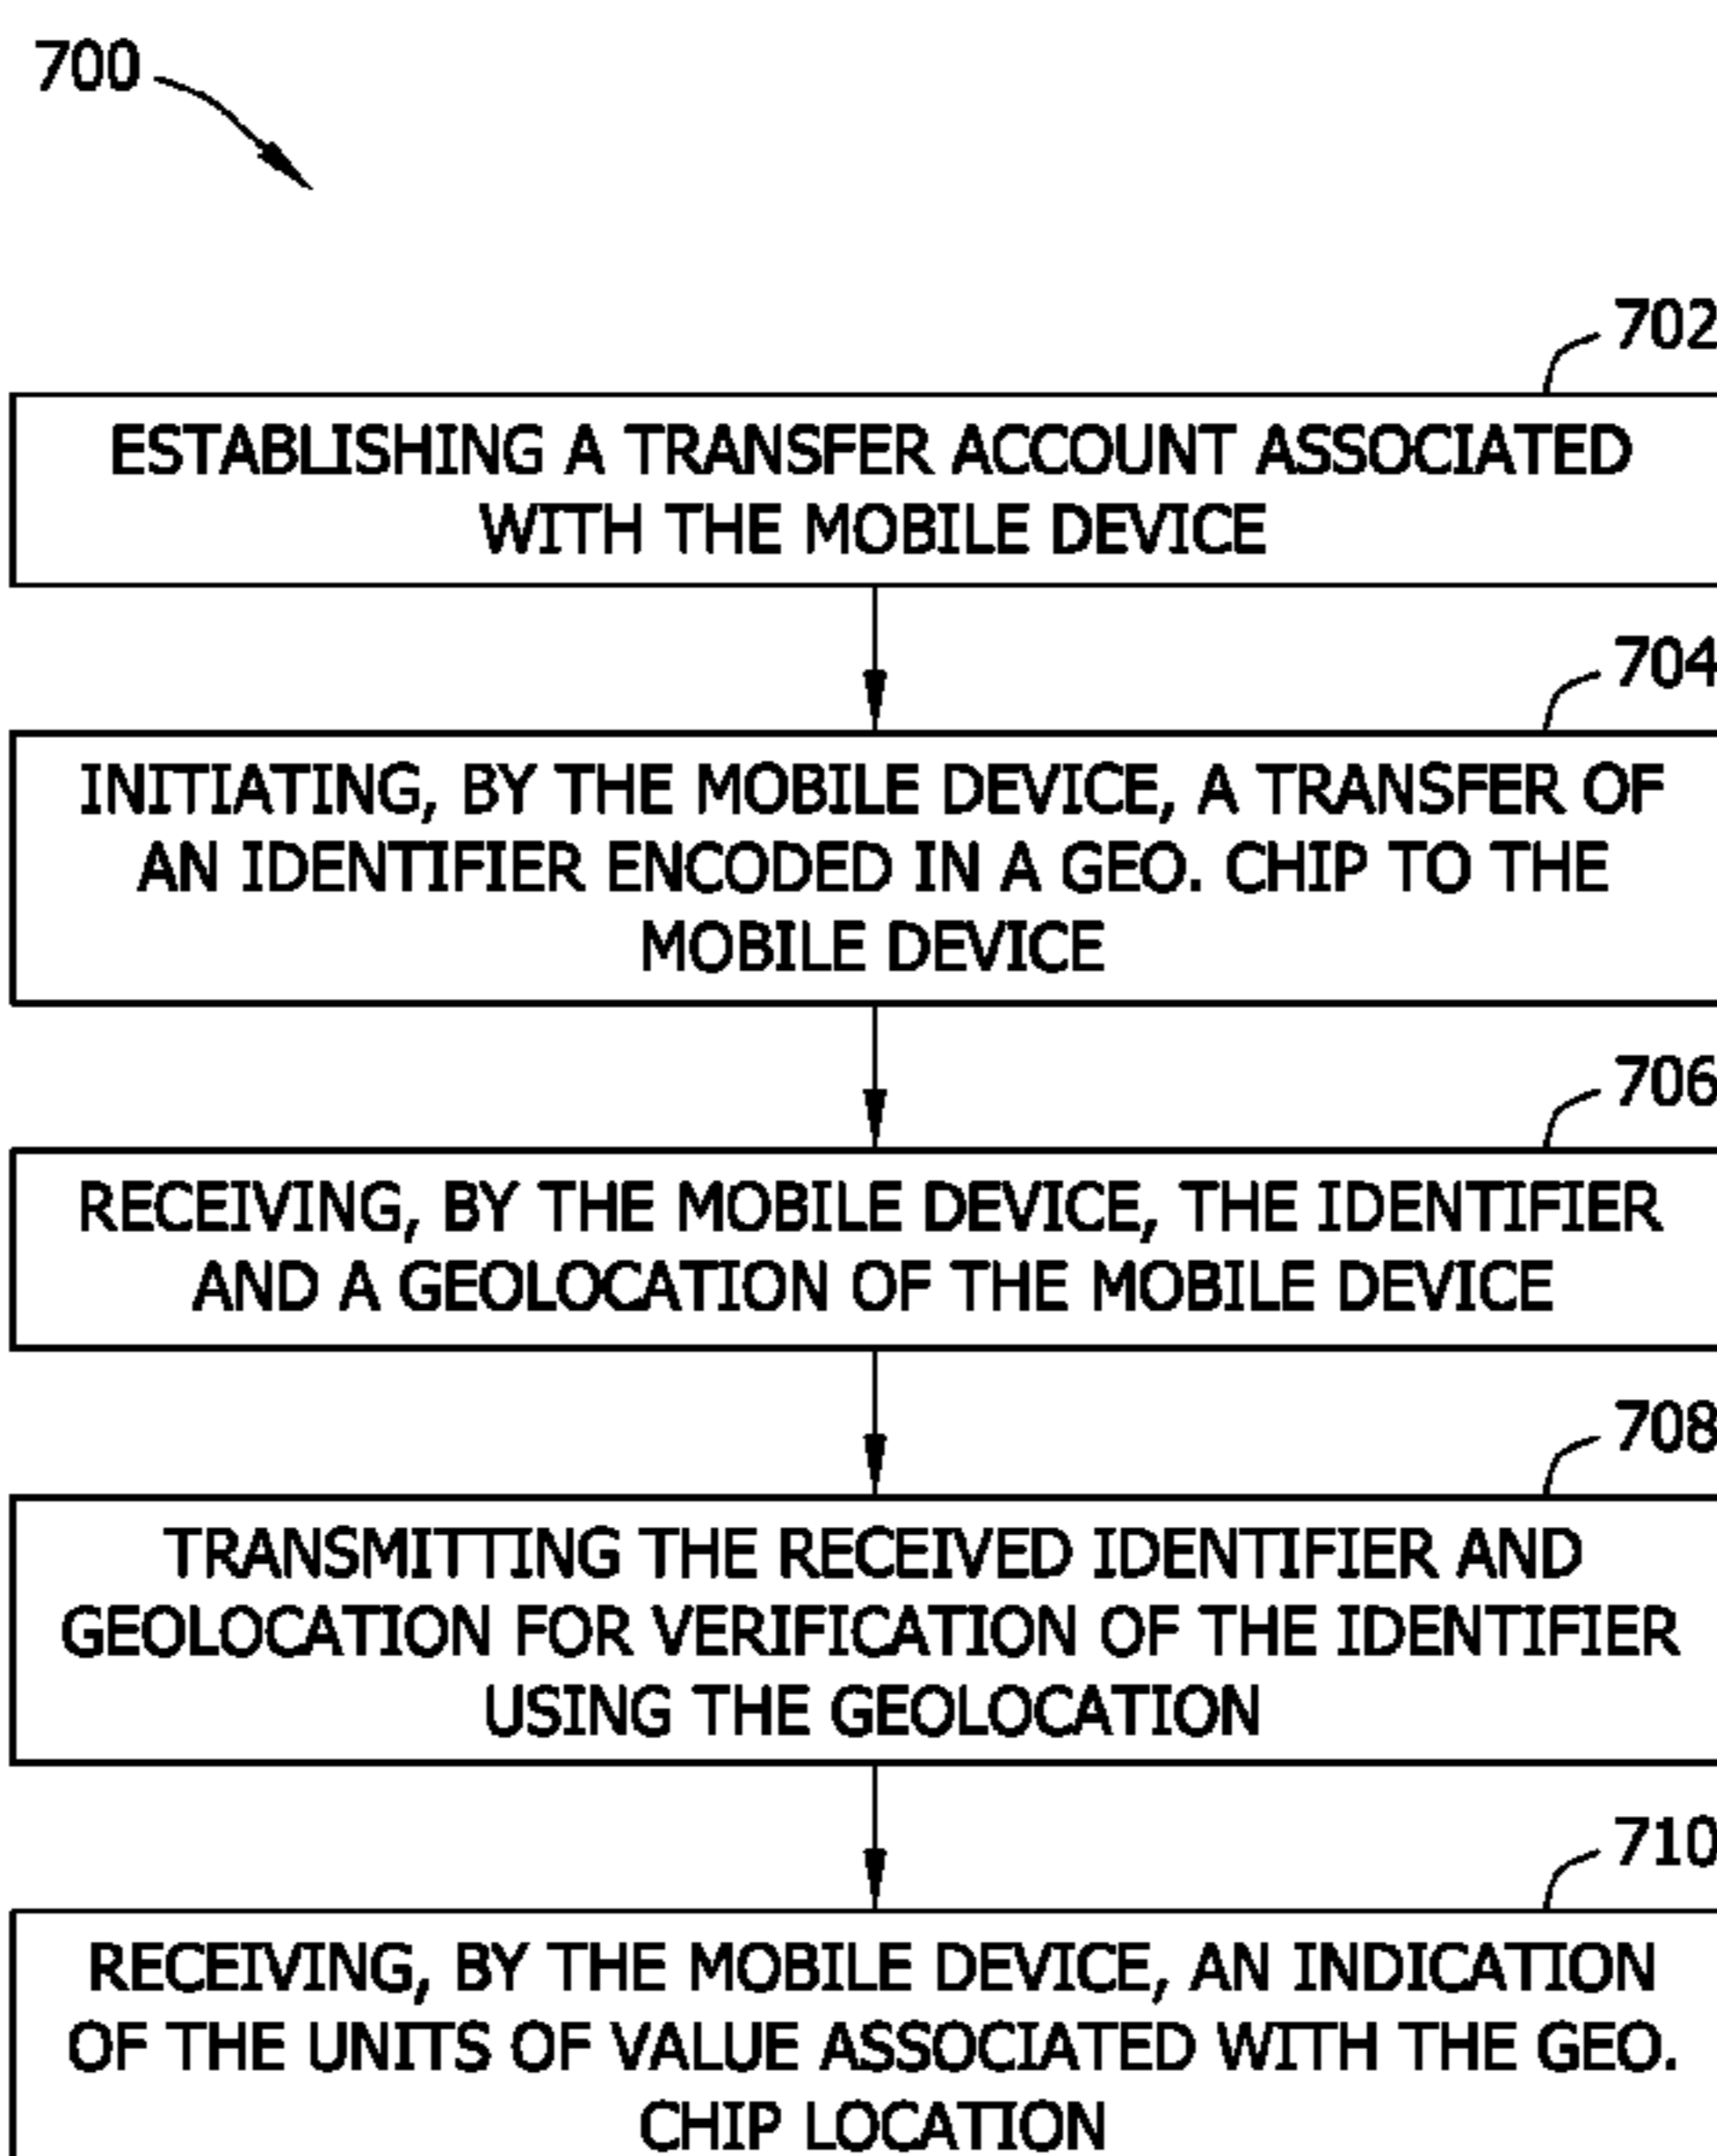 700
702
ESTABLISHING A TRANSFER ACCOUNT ASSOCIATED
WITH THE MOBILE DEVICE
704
INITIATING, BY THE MOBILE DEVICE, A TRANSFER OF
AN IDENTIFIER ENCODED IN A GEO. CHIP TO THE
MOBILE DEVICE
706
RECEIVING, BY THE MOBILE DEVICE, THE IDENTIFIER
AND A GEOLOCATION OF THE MOBILE DEVICE
708
TRANSMITTING THE RECEIVED IDENTIFIER AND
GEOLOCATION FOR VERIFICATION OF THE IDENTIFIER
USING THE GEOLOCATION
710
RECEIVING, BY THE MOBILE DEVICE, AN INDICATION
OF THE UNITS OF VALUE ASSOCIATED WITH THE GEO.
CHIP LOCATION